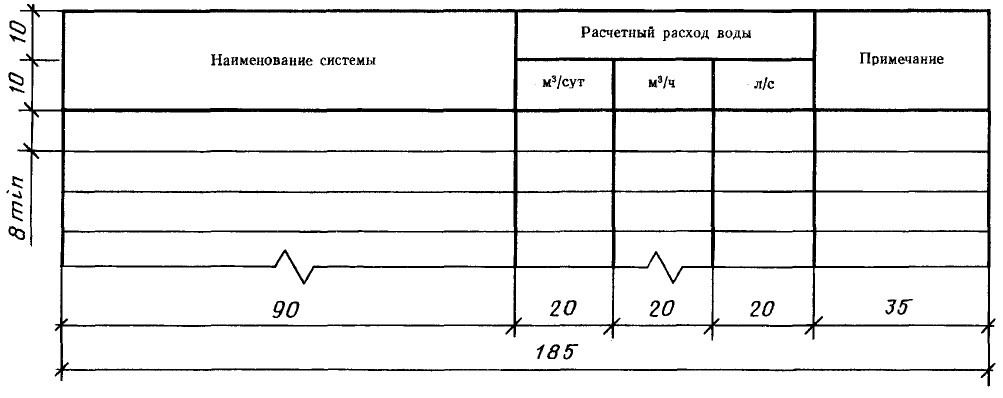 10
10
8 min
Наименование системы
Расчетный расход воды
Примечание
м³/сут
м³/ч
л/с
90
20
20
20
35
185